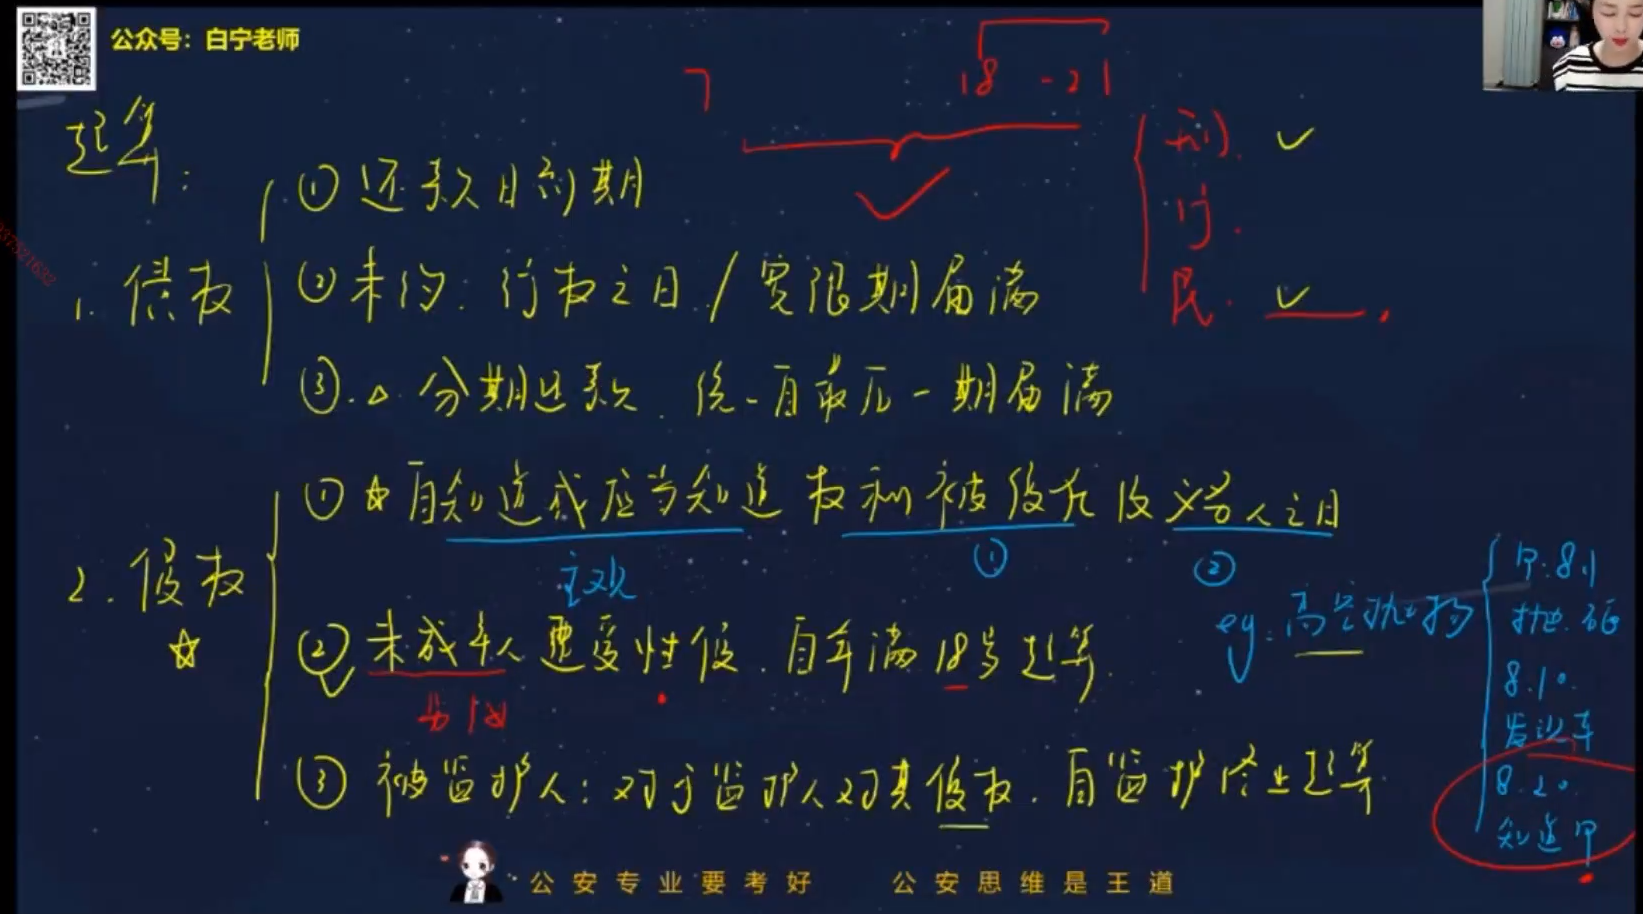 公众号：白宁老师
7
18 - 21
刑. ✓
行.
民. ✓
起算：
1. 债权
① 还款日到期
② 未约：行权之日 / 宽限期届满
③ △ 分期还款. 统一自最后一期届满
2. 侵权
① ☆ 自知道或应当知道权利被侵犯及义务人之日
主观
①
②
② 未成年人遭受性侵. 自年满18岁起算.
男/女
③ 被监护人：对于监护人对其侵权. 自监护终止起算.
eg: 高空抛物
甲: 8.1
抛砸
8.10.
发汽车
8.20.
知道甲
公安专业要考好 公安思维是王道